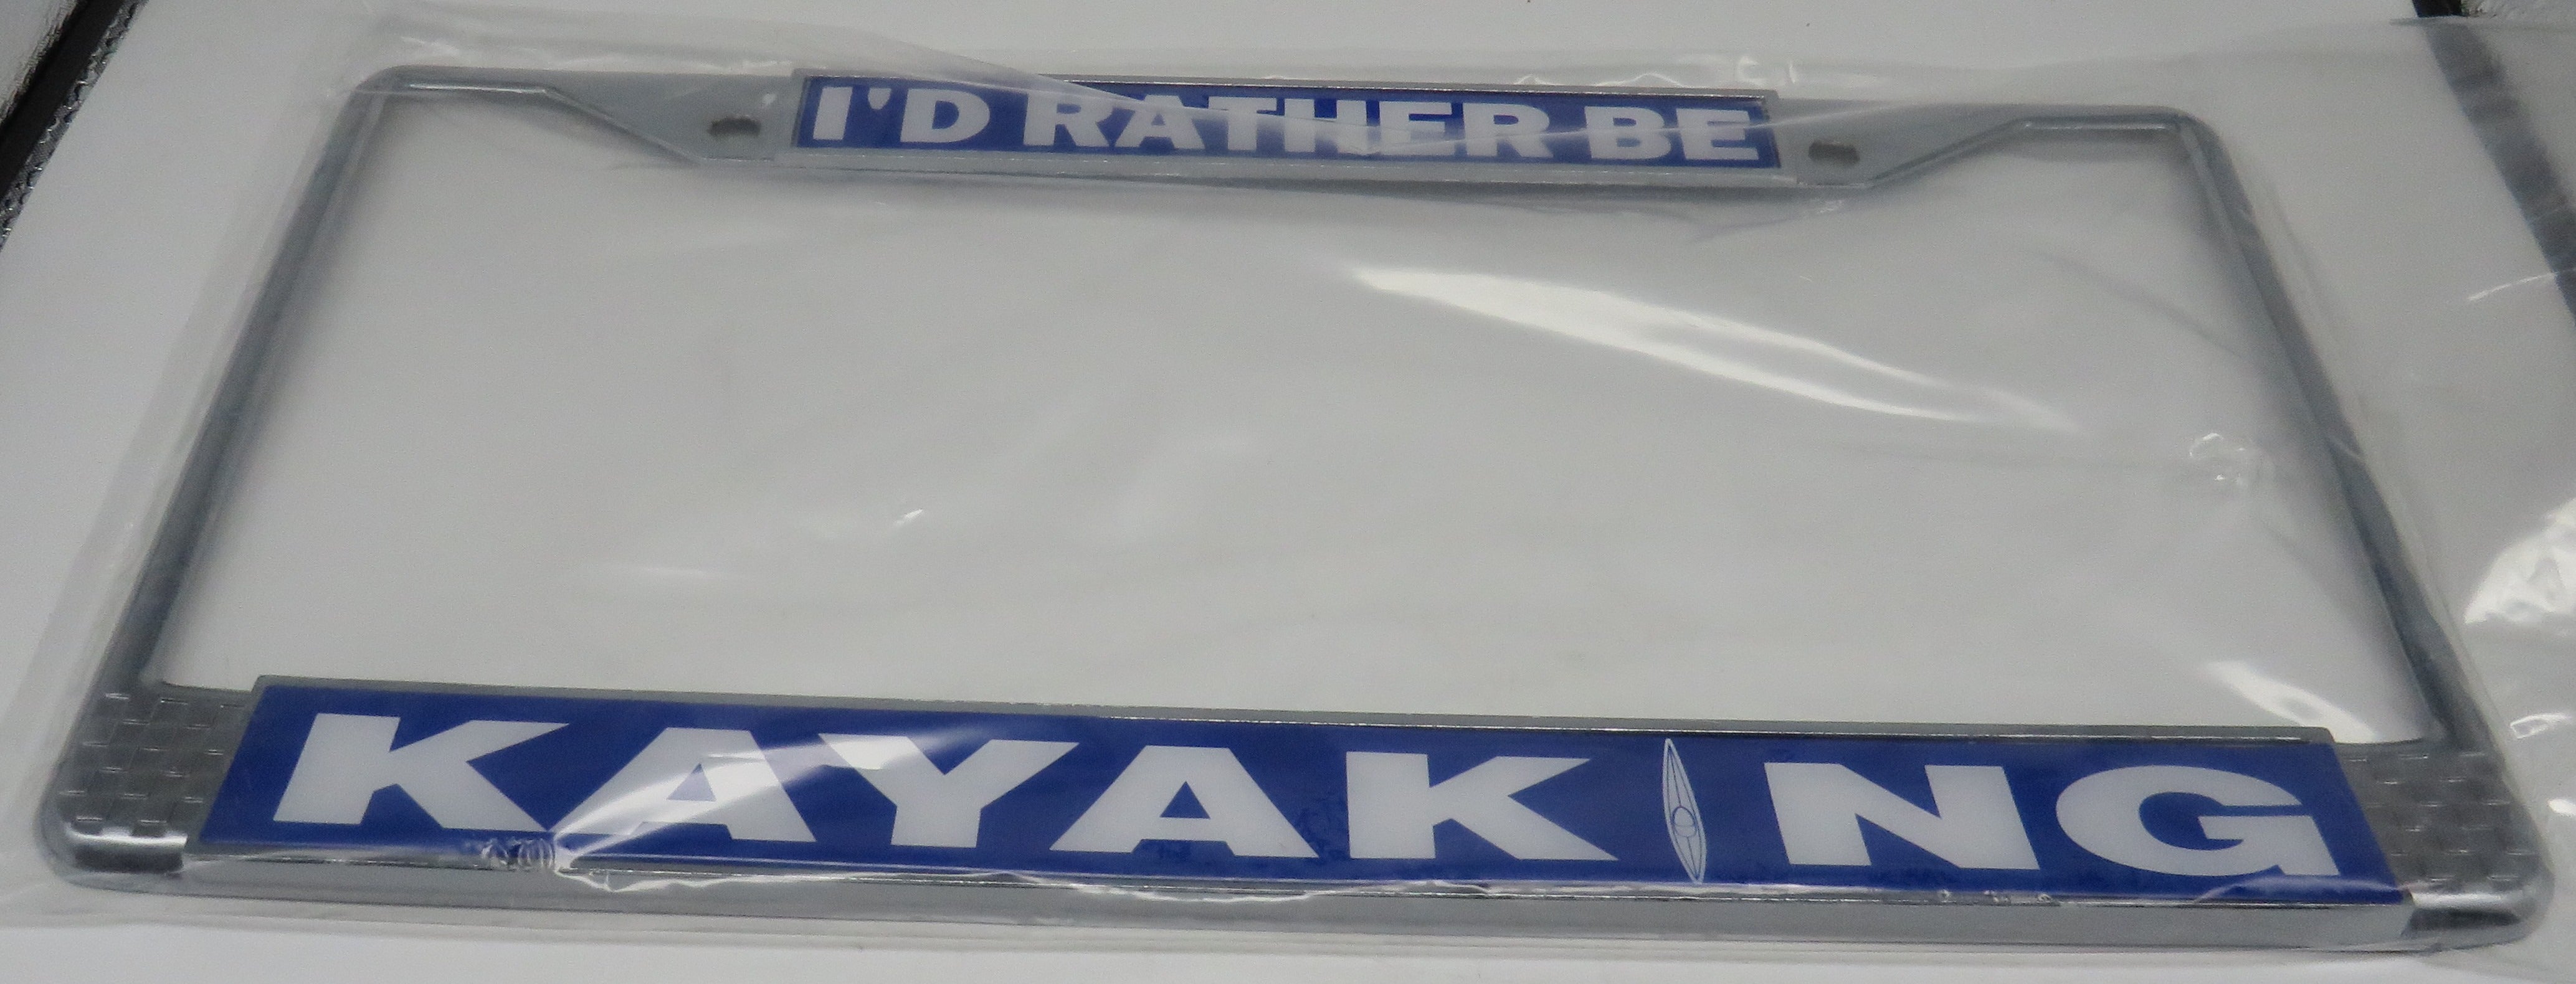 I'D RATHER BE
KAYAKING